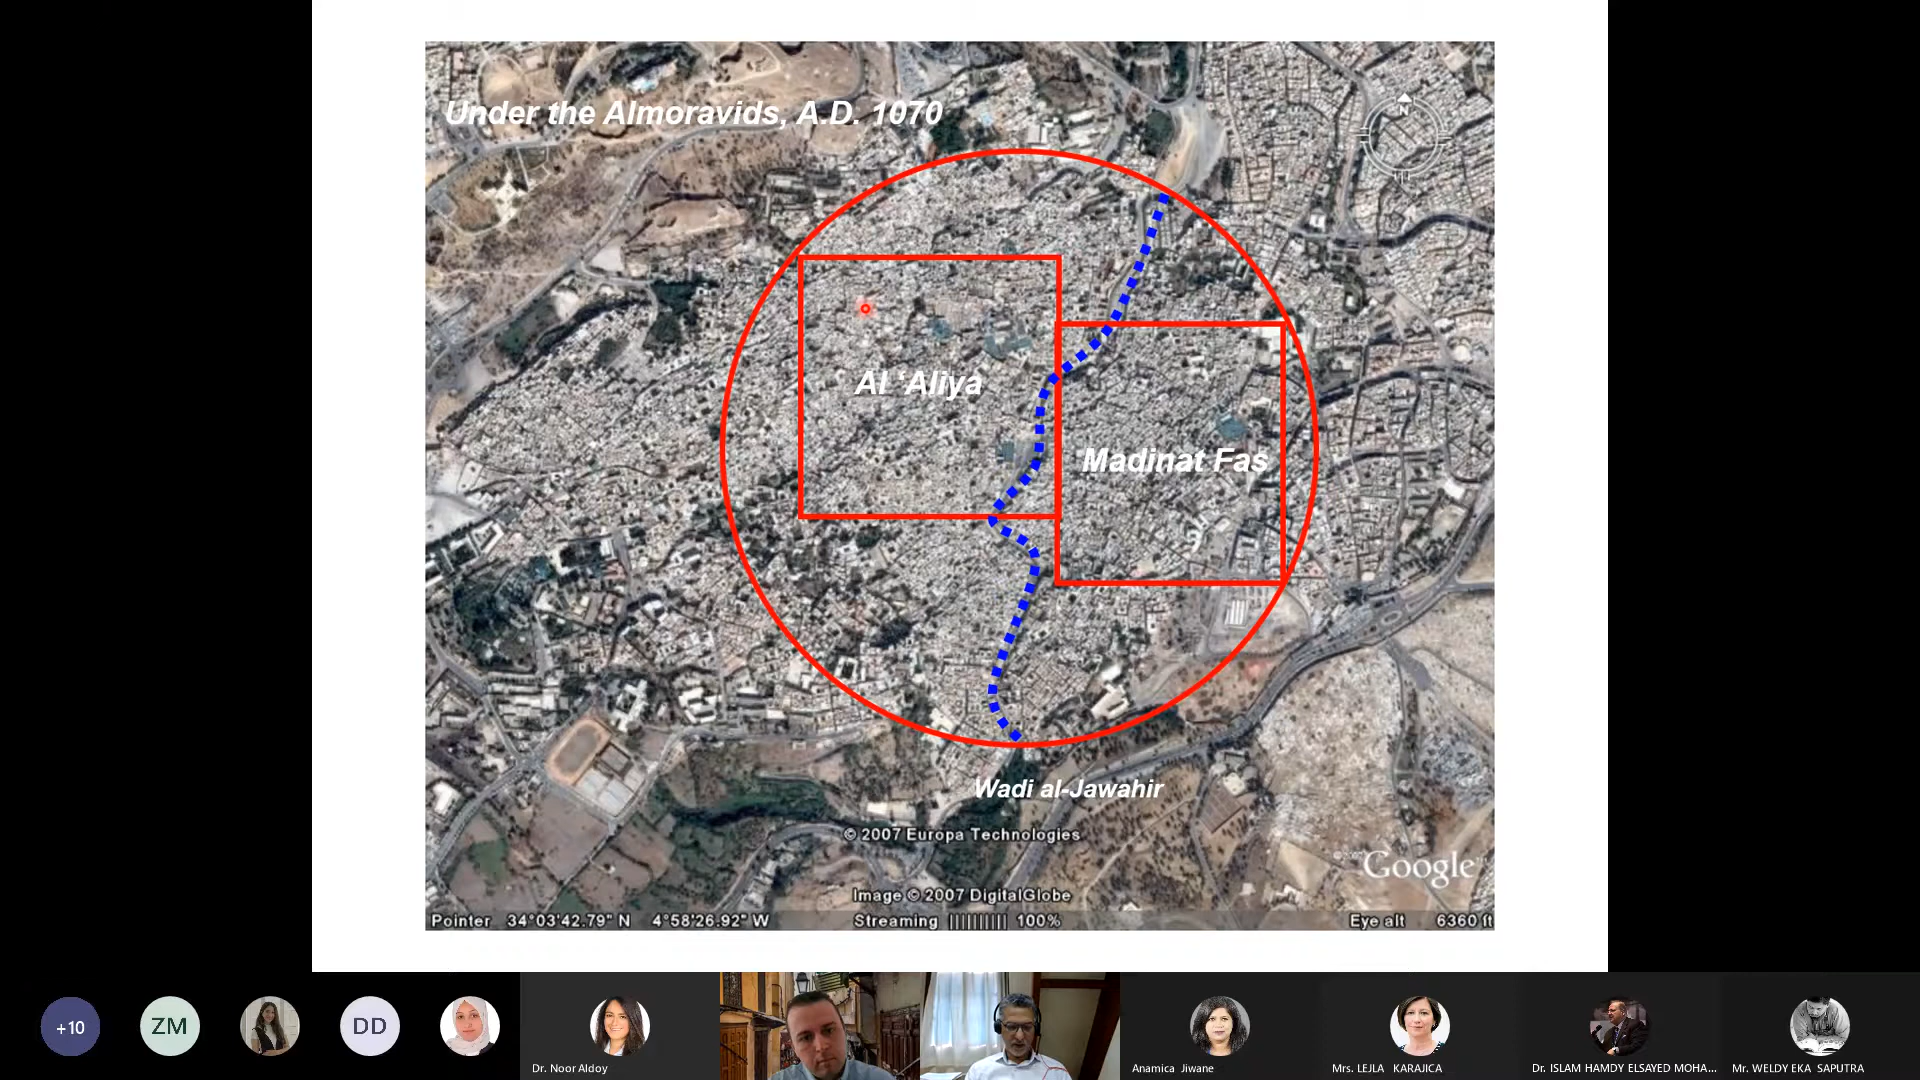 Under the Almoravids, A.D. 1070
N
Al ‘Aliya
Madinat Fas
Wadi al-Jawahir
© 2007 Europa Technologies
Google
Image © 2007 DigitalGlobe
Pointer 34°03'42.79" N 4°58'26.92" W Streaming 100% Eye alt 6360 ft
+10
ZM
DD
Dr. Noor Aldoy
Anamica Jiwane
Mrs. LEJLA KARAJICA
Dr. ISLAM HAMDY ELSAYED MOHA...
Mr. WELDY EKA SAPUTRA